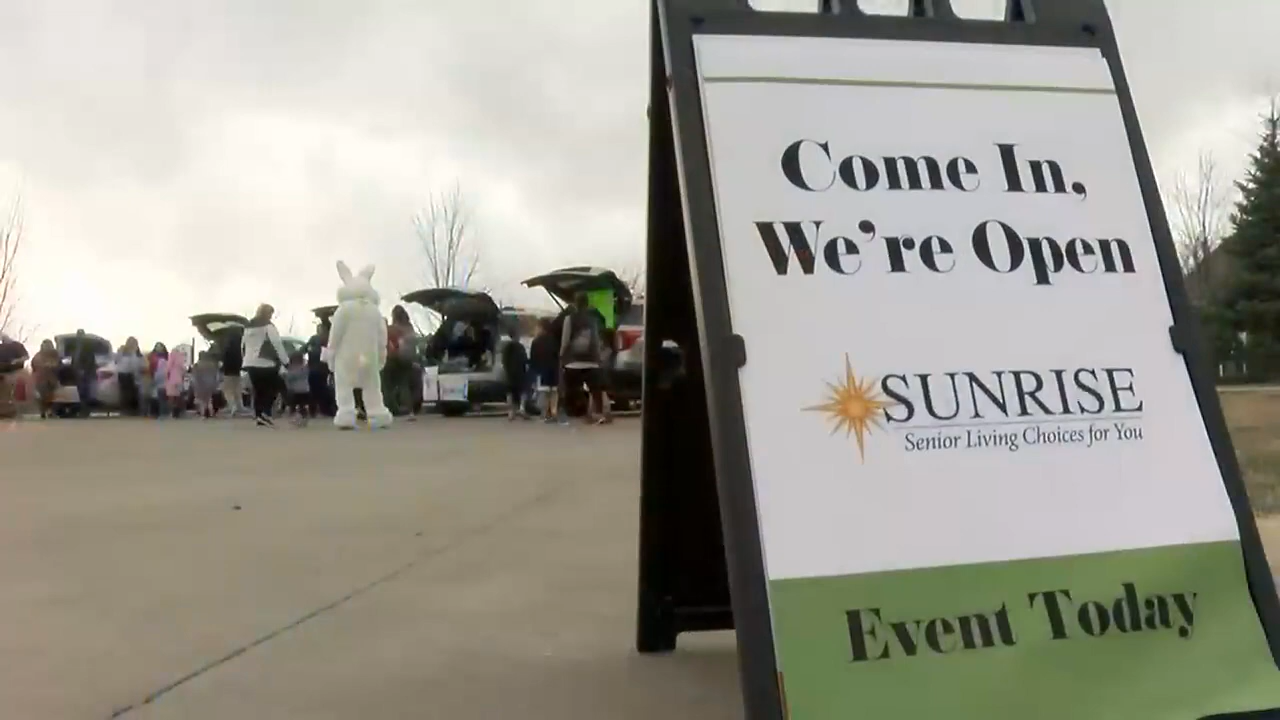 Come In,
We're Open
SUNRISE
Senior Living Choices for You
Event Today